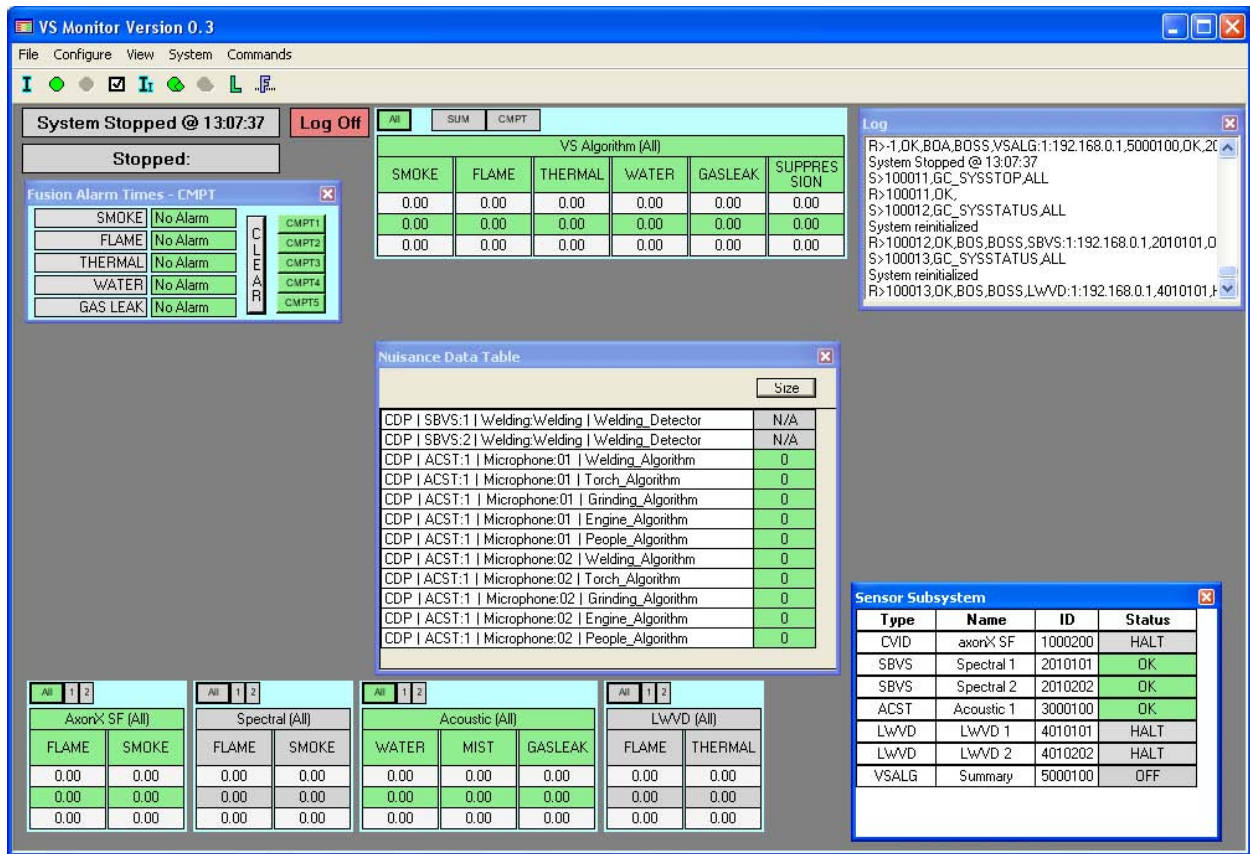 VS Monitor Version 0.3
File Configure View System Commands
System Stopped @ 13:07:37
Log Off
Stopped:
Fusion Alarm Times - CMPT
SMOKE No Alarm
FLAME No Alarm
THERMAL No Alarm
WATER No Alarm
GAS LEAK No Alarm
CLEAR
CMPT1
CMPT2
CMPT3
CMPT4
CMPT5
All SUM CMPT
VS Algorithm (All)
SMOKE FLAME THERMAL WATER GASLEAK SUPPRES
SION
0.00 0.00 0.00 0.00 0.00 0.00
0.00 0.00 0.00 0.00 0.00 0.00
0.00 0.00 0.00 0.00 0.00 0.00
Log
R>-1,OK,BOA,BOSS,VSALG:1:192.168.0.1,5000100,OK,20
System Stopped @ 13:07:37
S>100011,GC_SYSSTOP,ALL
R>100011,OK,
S>100012,GC_SYSSTATUS,ALL
System reinitialized
R>100012,OK,BOS,BOSS,SBVS:1:192.168.0.1,2010101,O
S>100013,GC_SYSSTATUS,ALL
System reinitialized
R>100013,OK,BOS,BOSS,LWVD:1:192.168.0.1,4010101,H
Nuisance Data Table
Size
CDP | SBVS:1 | Welding:Welding | Welding_Detector N/A
CDP | SBVS:2 | Welding:Welding | Welding_Detector N/A
CDP | ACST:1 | Microphone:01 | Welding_Algorithm 0
CDP | ACST:1 | Microphone:01 | Torch_Algorithm 0
CDP | ACST:1 | Microphone:01 | Grinding_Algorithm 0
CDP | ACST:1 | Microphone:01 | Engine_Algorithm 0
CDP | ACST:1 | Microphone:01 | People_Algorithm 0
CDP | ACST:1 | Microphone:02 | Welding_Algorithm 0
CDP | ACST:1 | Microphone:02 | Torch_Algorithm 0
CDP | ACST:1 | Microphone:02 | Grinding_Algorithm 0
CDP | ACST:1 | Microphone:02 | Engine_Algorithm 0
CDP | ACST:1 | Microphone:02 | People_Algorithm 0
Sensor Subsystem
Type Name ID Status
CVID axonX SF 1000200 HALT
SBVS Spectral 1 2010101 OK
SBVS Spectral 2 2010202 OK
ACST Acoustic 1 3000100 OK
LWVD LWVD 1 4010101 HALT
LWVD LWVD 2 4010202 HALT
VSALG Summary 5000100 OFF
All 1 2
AxonX SF (All)
FLAME SMOKE
0.00 0.00
0.00 0.00
0.00 0.00
All 1 2
Spectral (All)
FLAME SMOKE
0.00 0.00
0.00 0.00
0.00 0.00
All 1 2
Acoustic (All)
WATER MIST GASLEAK
0.00 0.00 0.00
0.00 0.00 0.00
0.00 0.00 0.00
All 1 2
LWVD (All)
FLAME THERMAL
0.00 0.00
0.00 0.00
0.00 0.00